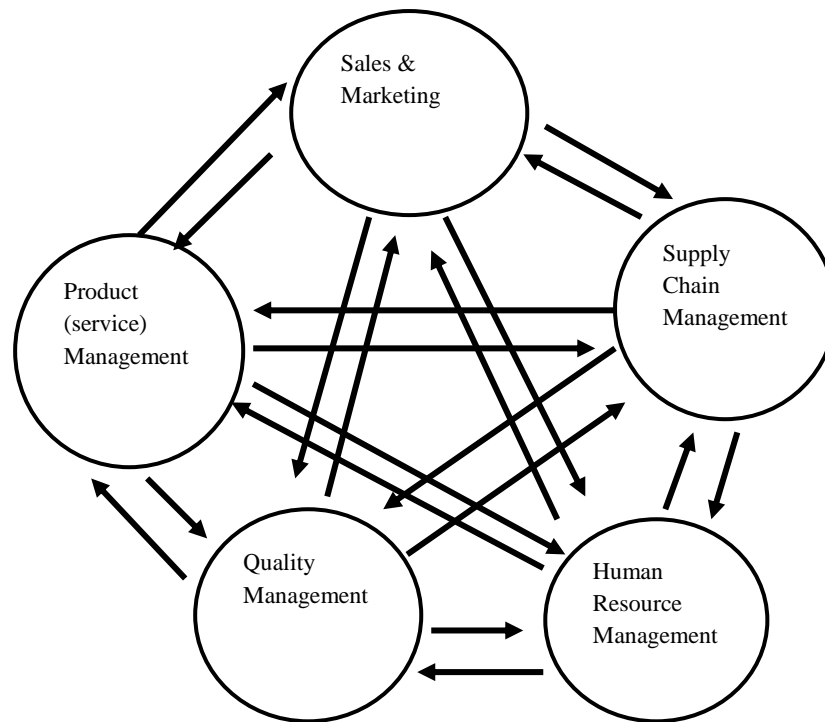 Sales &
Marketing
Supply
Chain
Management
Product
(service)
Management
Quality
Management
Human
Resource
Management